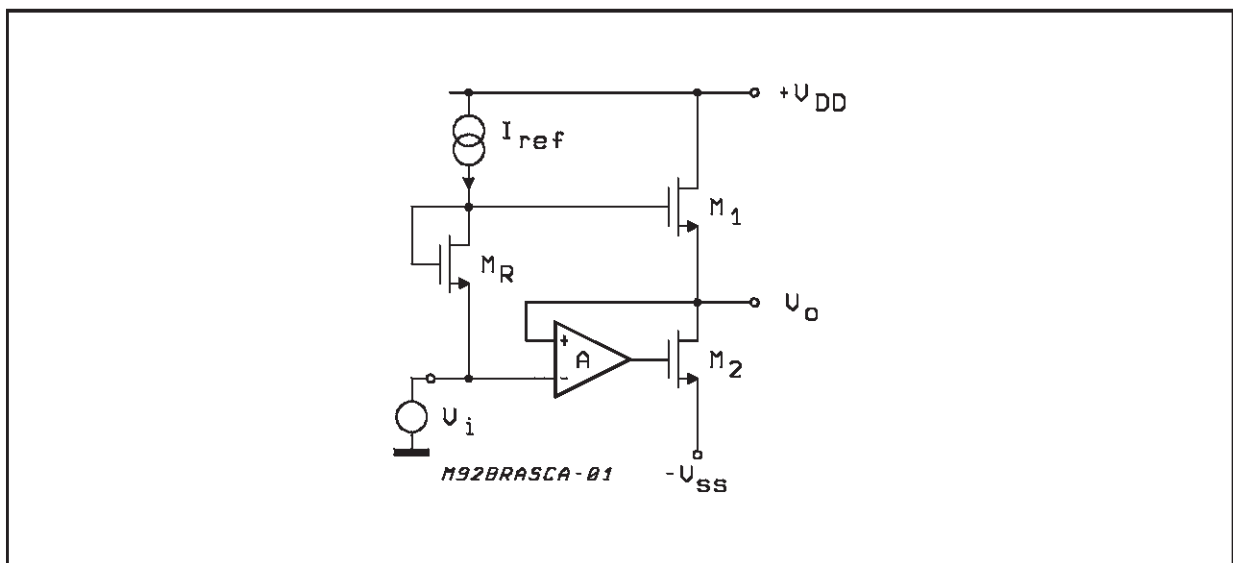 +VDD
Iref
M1
MR
Vo
+
A
M2
-
Vi
M92BRASCA-01
-Vss